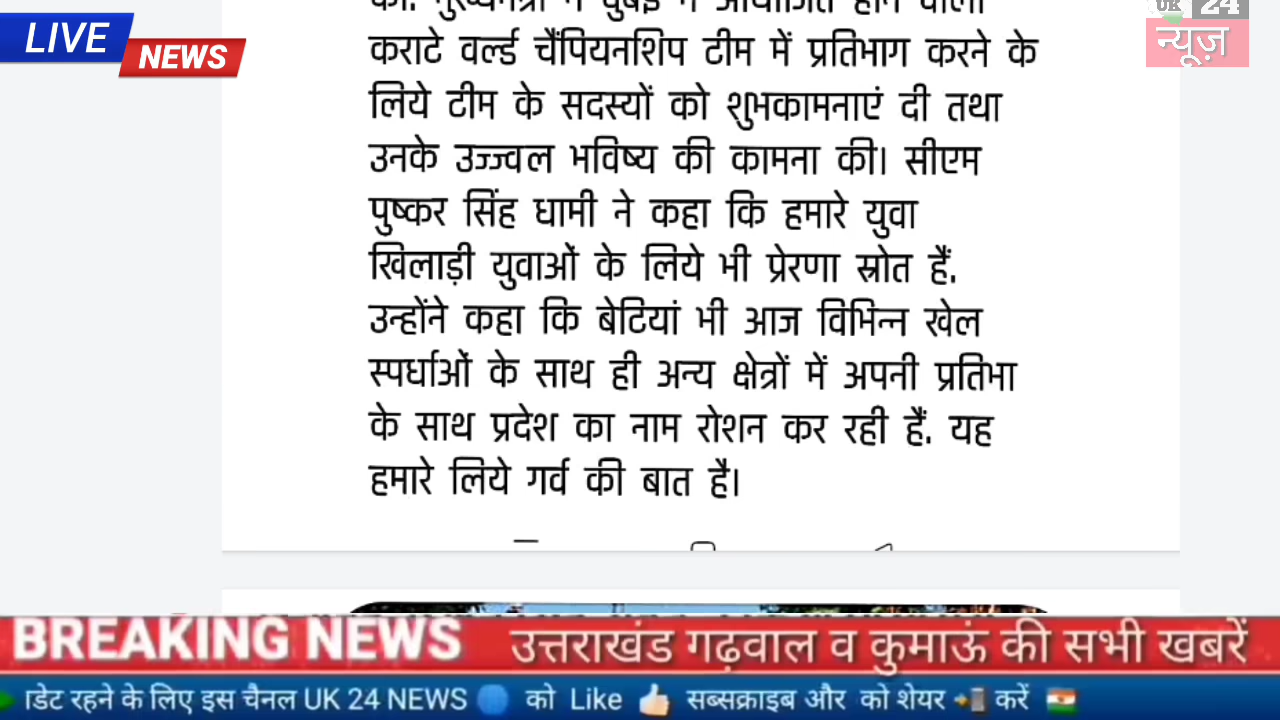 LIVE
NEWS
UK 24
न्यूज़
की. मुख्यमंत्री ने दुबई में आयोजित होने वाली
कराटे वर्ल्ड चैंपियनशिप टीम में प्रतिभाग करने के
लिये टीम के सदस्यों को शुभकामनाएं दी तथा
उनके उज्ज्वल भविष्य की कामना की। सीएम
पुष्कर सिंह धामी ने कहा कि हमारे युवा
खिलाड़ी युवाओं के लिये भी प्रेरणा स्रोत हैं.
उन्होंने कहा कि बेटियां भी आज विभिन्न खेल
स्पर्धाओं के साथ ही अन्य क्षेत्रों में अपनी प्रतिभा
के साथ प्रदेश का नाम रोशन कर रही हैं. यह
हमारे लिये गर्व की बात है।
BREAKING NEWS उत्तराखंड गढ़वाल व कुमाऊं की सभी खबरें
डेट रहने के लिए इस चैनल UK 24 NEWS 🌐 को Like 👍 सब्सक्राइब और को शेयर 📲 करें 🇮🇳